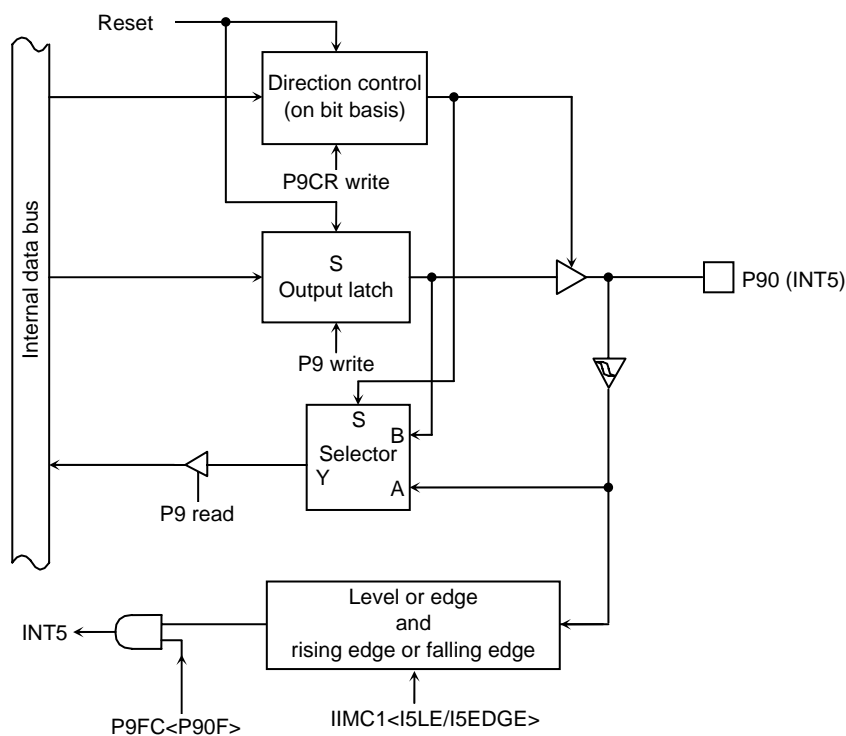 Reset
Direction control
(on bit basis)
P9CR write
Internal data bus
S
Output latch
P90 (INT5)
P9 write
S
B
Selector
Y
A
P9 read
Level or edge
and
rising edge or falling edge
INT5
P9FC<P90F>
IIMC1<I5LE/I5EDGE>